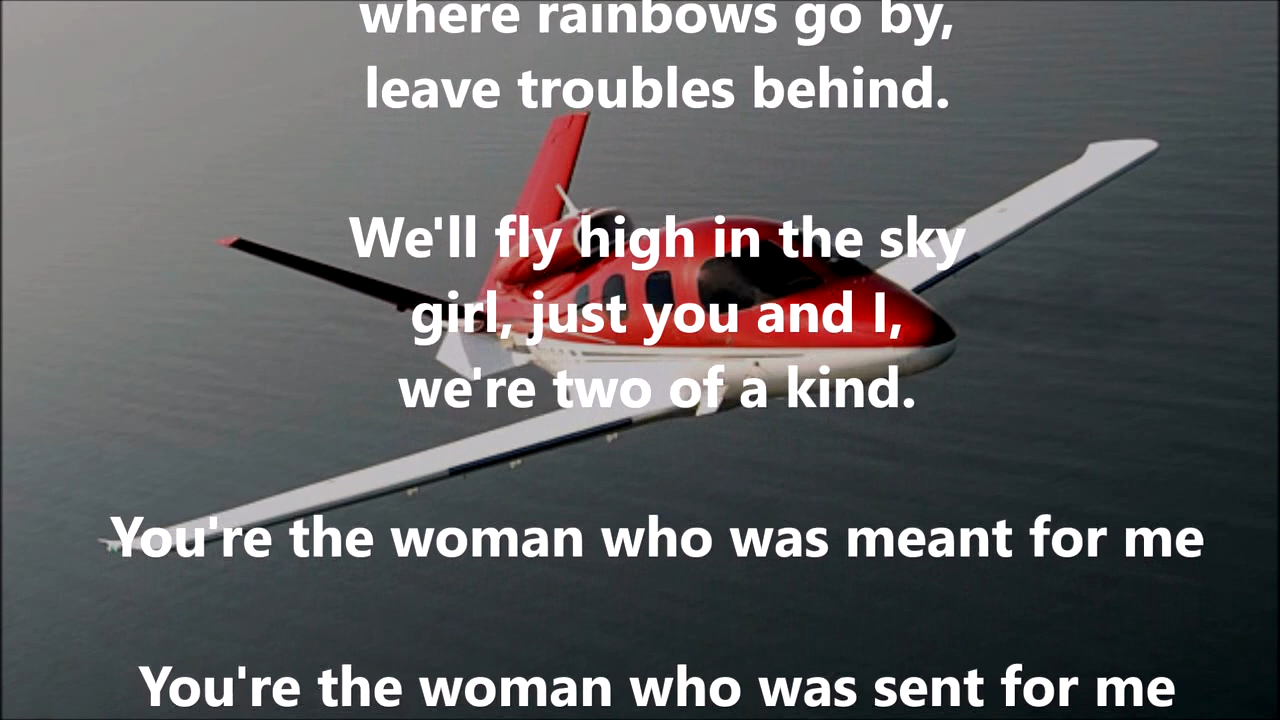 where rainbows go by,
leave troubles behind.
We'll fly high in the sky
girl, just you and I,
we're two of a kind.
You're the woman who was meant for me
You're the woman who was sent for me